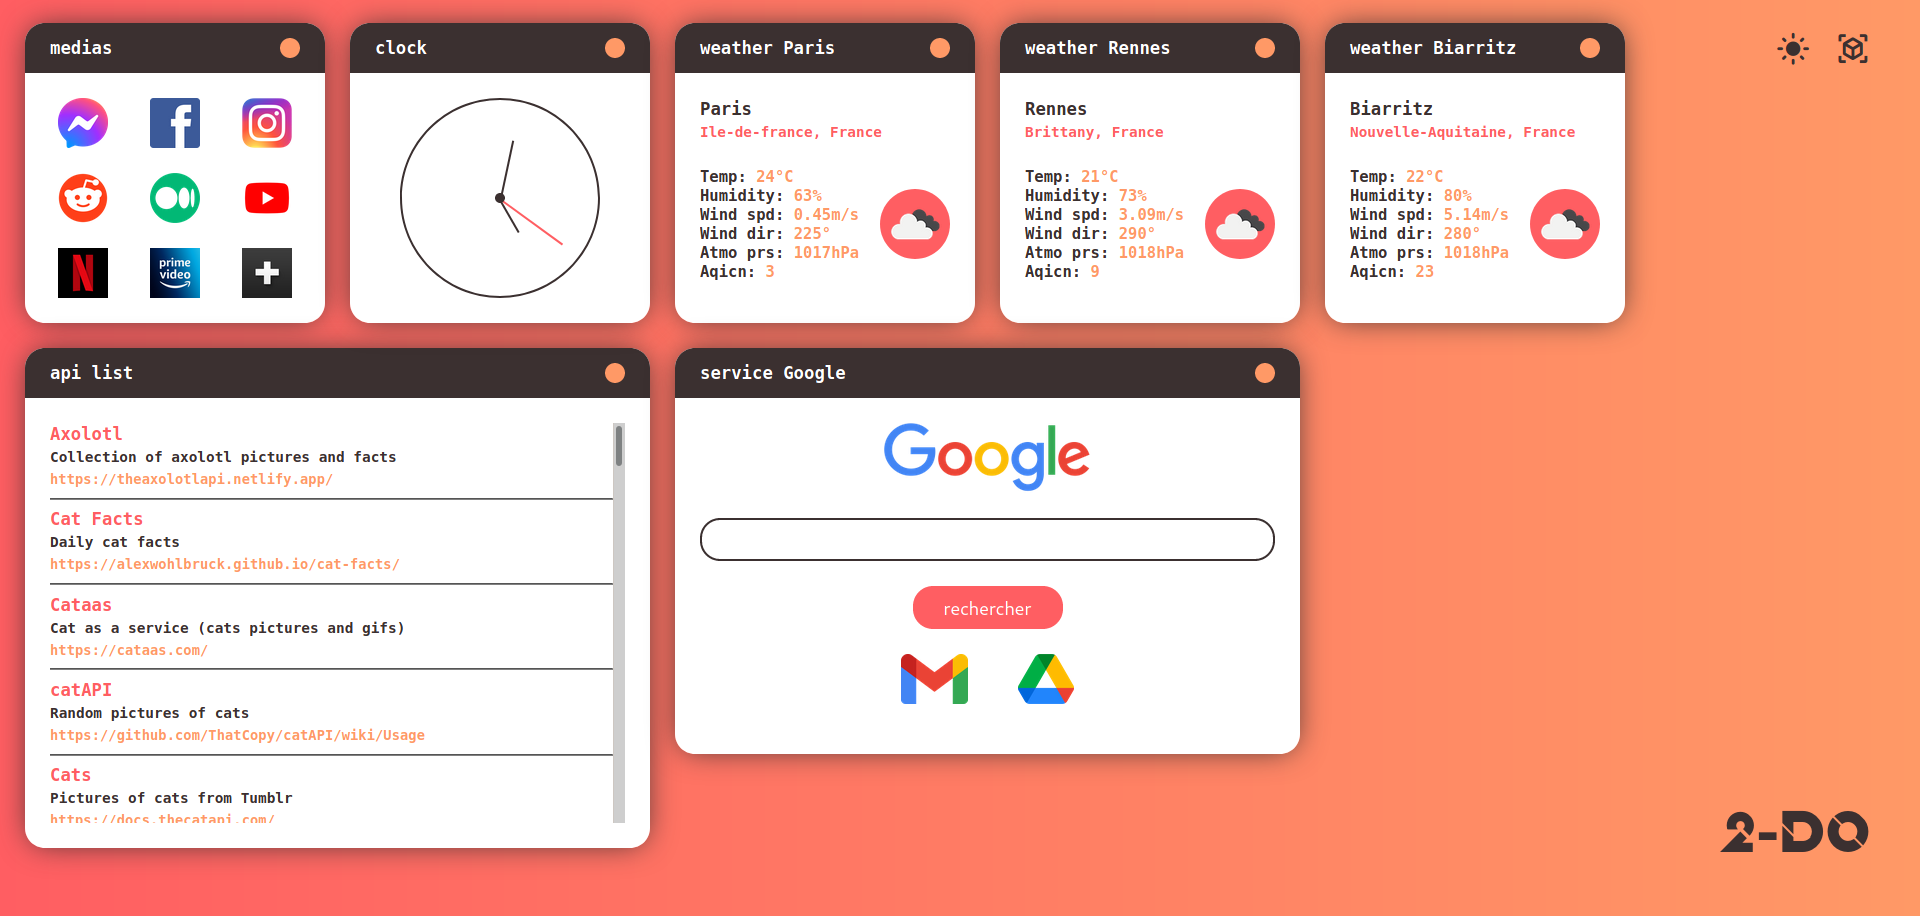 medias
prime
video
clock
weather Paris
Paris
Ile-de-france, France
Temp: 24°C
Humidity: 63%
Wind spd: 0.45m/s
Wind dir: 225°
Atmo prs: 1017hPa
Aqicn: 3
weather Rennes
Rennes
Brittany, France
Temp: 21°C
Humidity: 73%
Wind spd: 3.09m/s
Wind dir: 290°
Atmo prs: 1018hPa
Aqicn: 9
weather Biarritz
Biarritz
Nouvelle-Aquitaine, France
Temp: 22°C
Humidity: 80%
Wind spd: 5.14m/s
Wind dir: 280°
Atmo prs: 1018hPa
Aqicn: 23
api list
Axolotl
Collection of axolotl pictures and facts
https://theaxolotlapi.netlify.app/
Cat Facts
Daily cat facts
https://alexwohlbruck.github.io/cat-facts/
Cataas
Cat as a service (cats pictures and gifs)
https://cataas.com/
catAPI
Random pictures of cats
https://github.com/ThatCopy/catAPI/wiki/Usage
Cats
Pictures of cats from Tumblr
https://docs.thecatapi.com/
service Google
Google
rechercher
2-DO